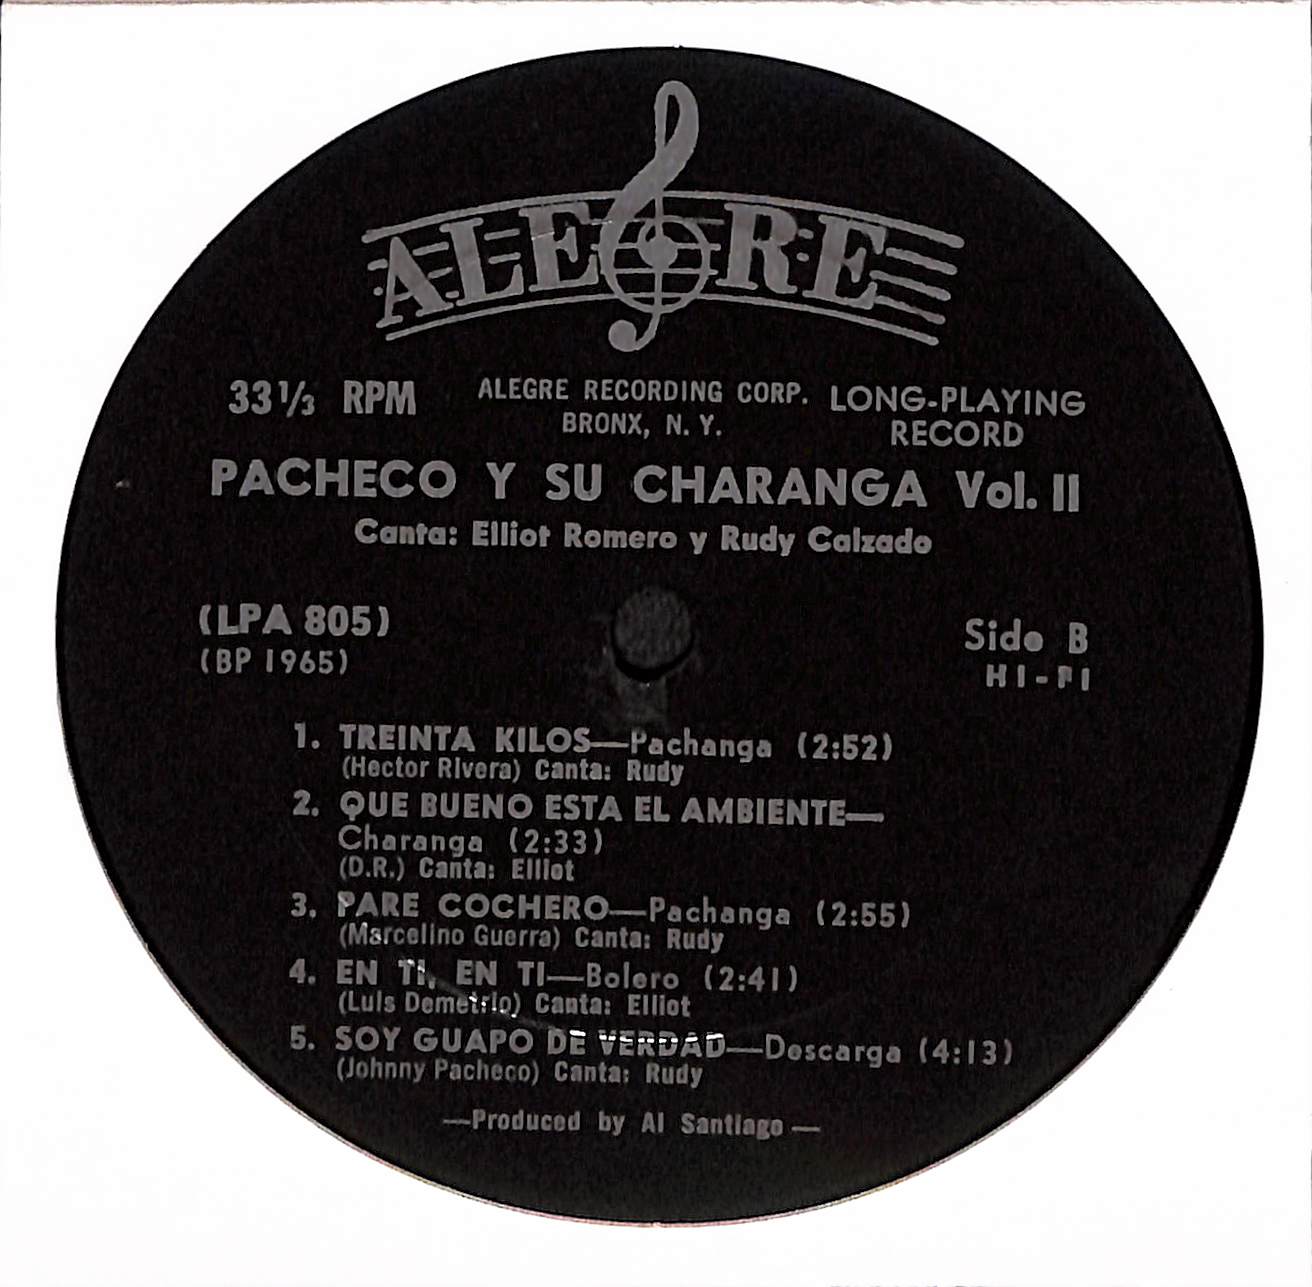 ALEGRE
33 1/3 RPM
ALEGRE RECORDING CORP.
BRONX, N. Y.
LONG-PLAYING
RECORD
PACHECO Y SU CHARANGA Vol. II
Canta: Elliot Romero y Rudy Calzado
(LPA 805)
(BP 1965)
Side B
HI-FI
1. TREINTA KILOS—Pachanga (2:52)
(Hector Rivera) Canta: Rudy
2. QUE BUENO ESTA EL AMBIENTE—
Charanga (2:33)
(D.R.) Canta: Elliot
3. PARE COCHERO—Pachanga (2:55)
(Marcelino Guerra) Canta: Rudy
4. EN TI, EN TI—Bolero (2:41)
(Luis Demetrio) Canta: Elliot
5. SOY GUAPO DE VERDAD—Descarga (4:13)
(Johnny Pacheco) Canta: Rudy
—Produced by Al Santiago—